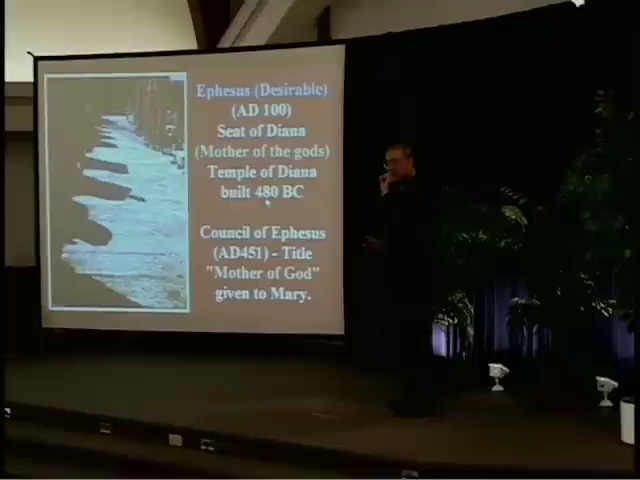 Ephesus (Desirable)
(AD 100)
Seat of Diana
(Mother of the gods)
Temple of Diana
built 480 BC
Council of Ephesus
(AD451) - Title
"Mother of God"
given to Mary.